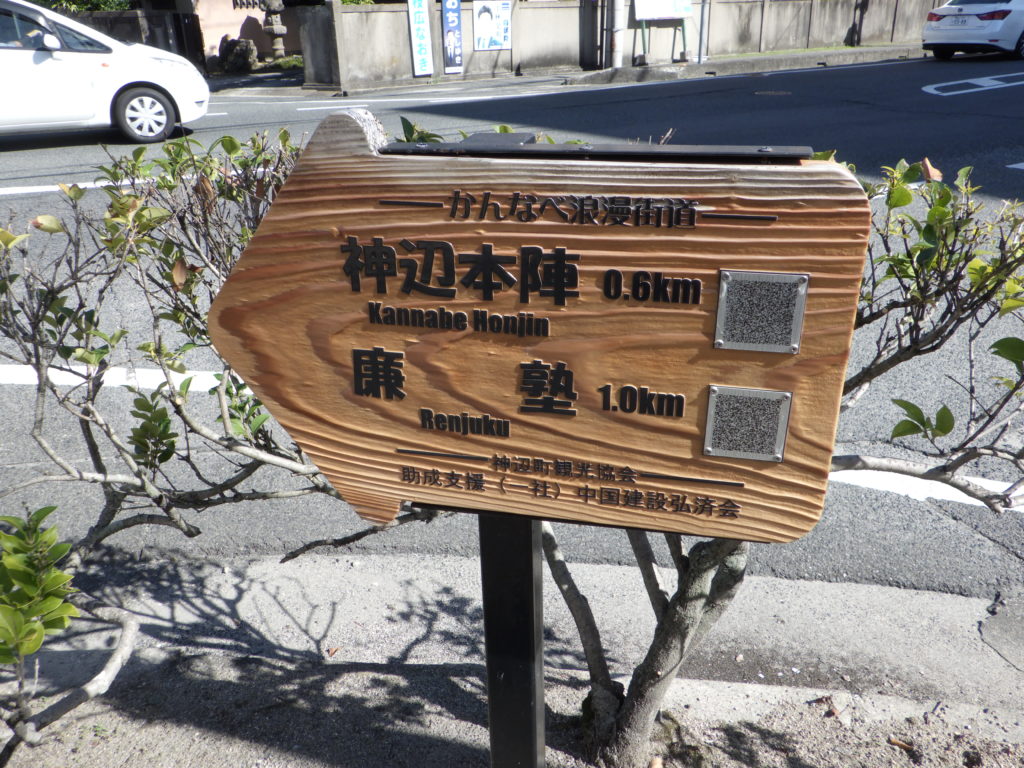 かんなべ浪漫街道
神辺本陣 0.6km
Kannabe Honjin
廉 塾 1.0km
Renjuku
神辺町観光協会
助成支援（一社）中国建設弘済会